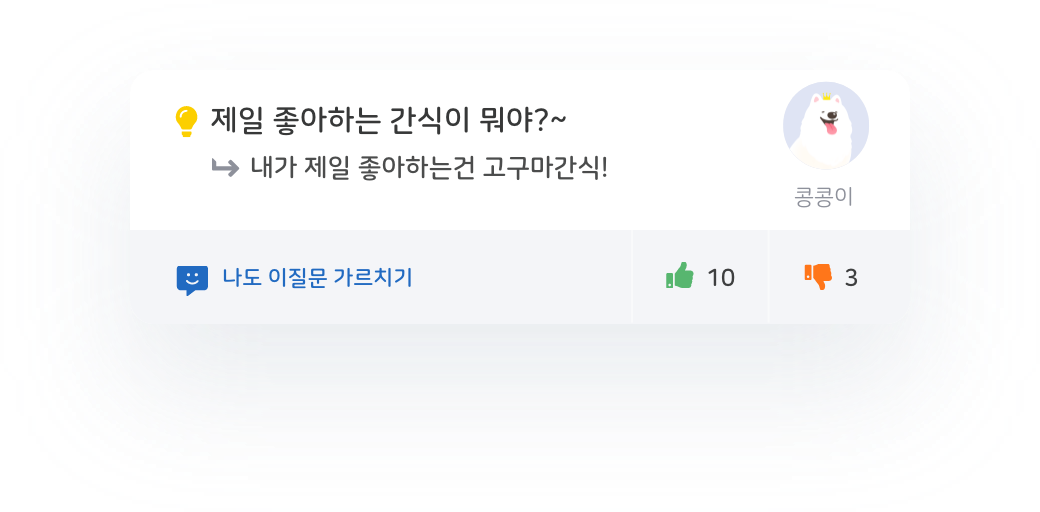 제일 좋아하는 간식이 뭐야?~
내가 제일 좋아하는건 고구마간식!
콩콩이
나도 이질문 가르치기
10
3